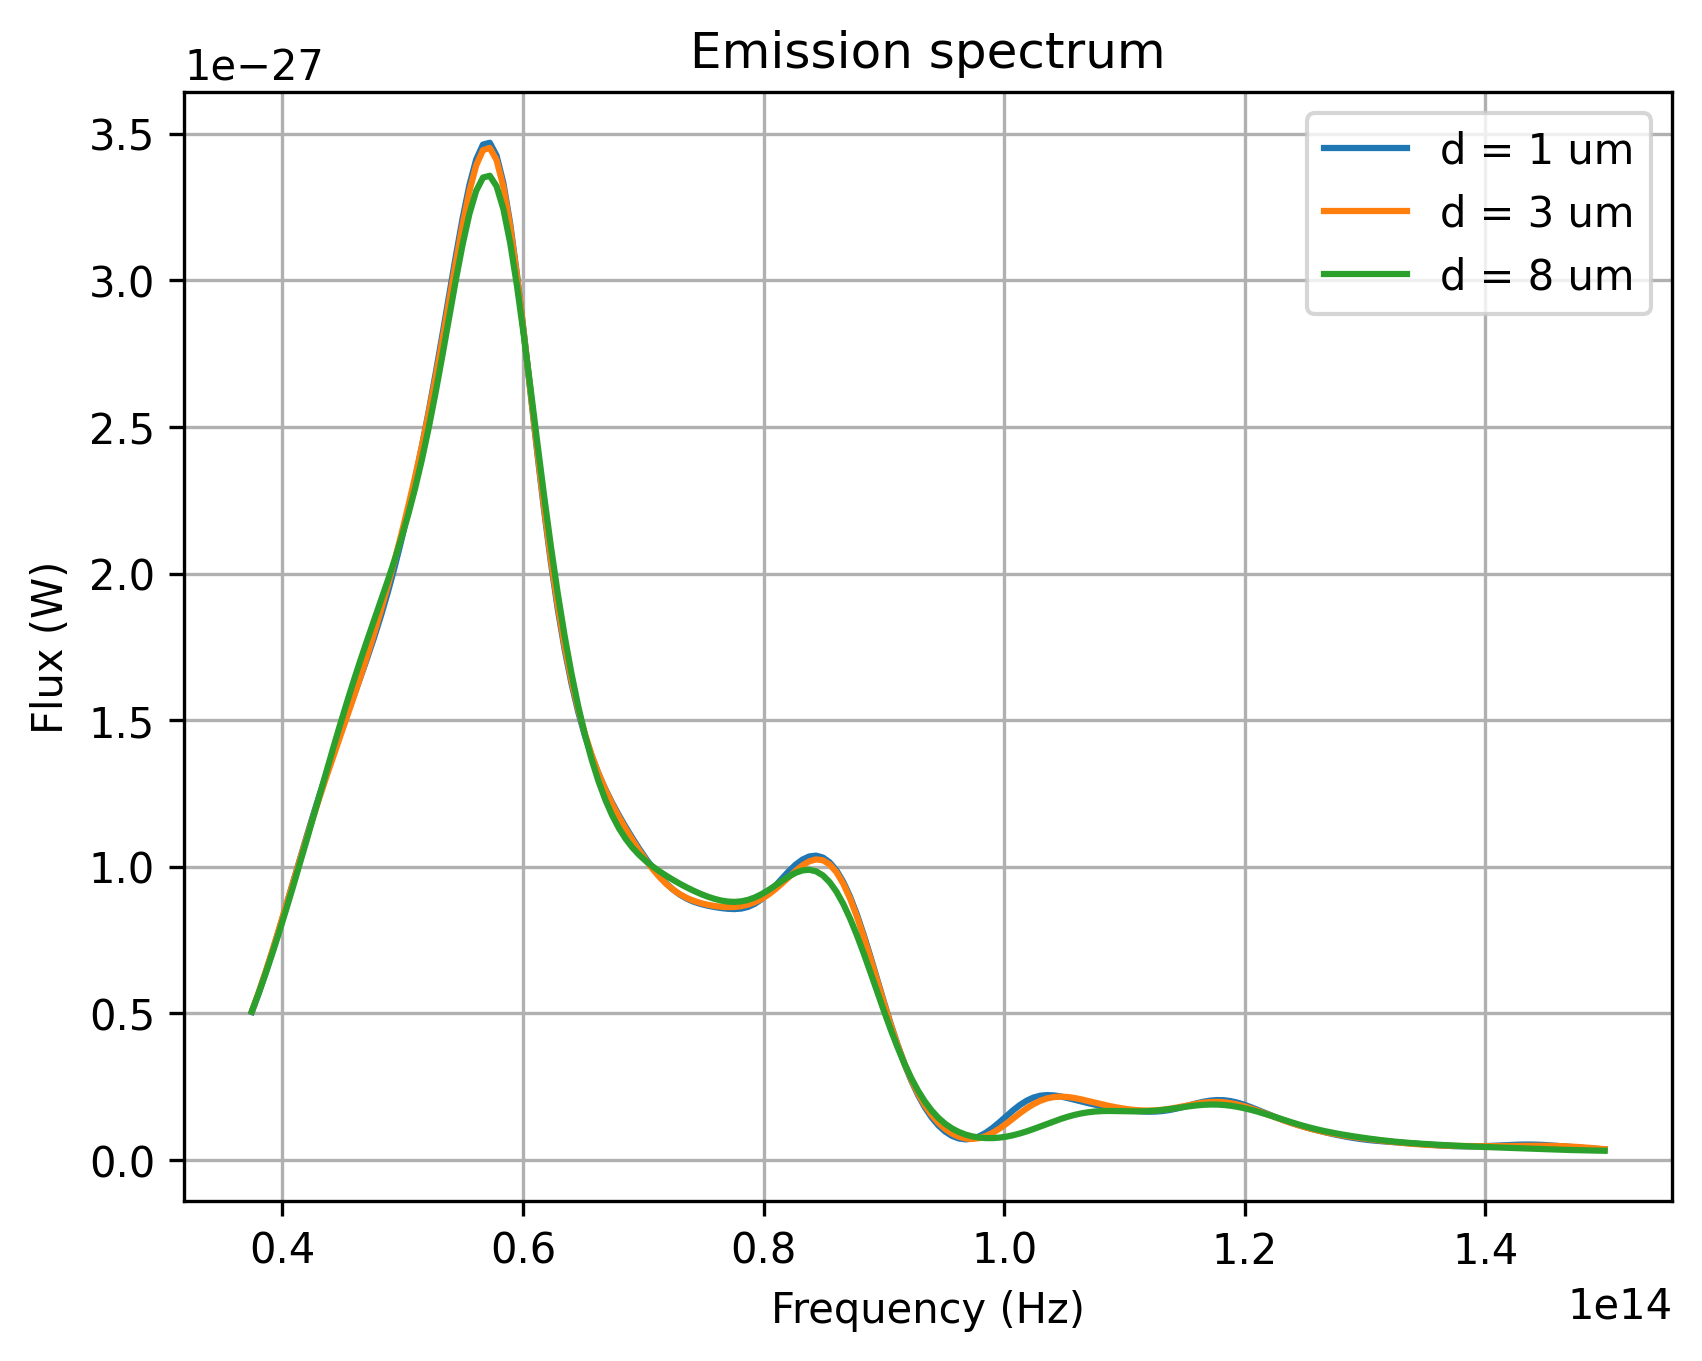 Emission spectrum
1e−27
3.5
3.0
2.5
2.0
1.5
1.0
0.5
0.0
Flux (W)
d = 1 um
d = 3 um
d = 8 um
0.4 0.6 0.8 1.0 1.2 1.4
1e14
Frequency (Hz)